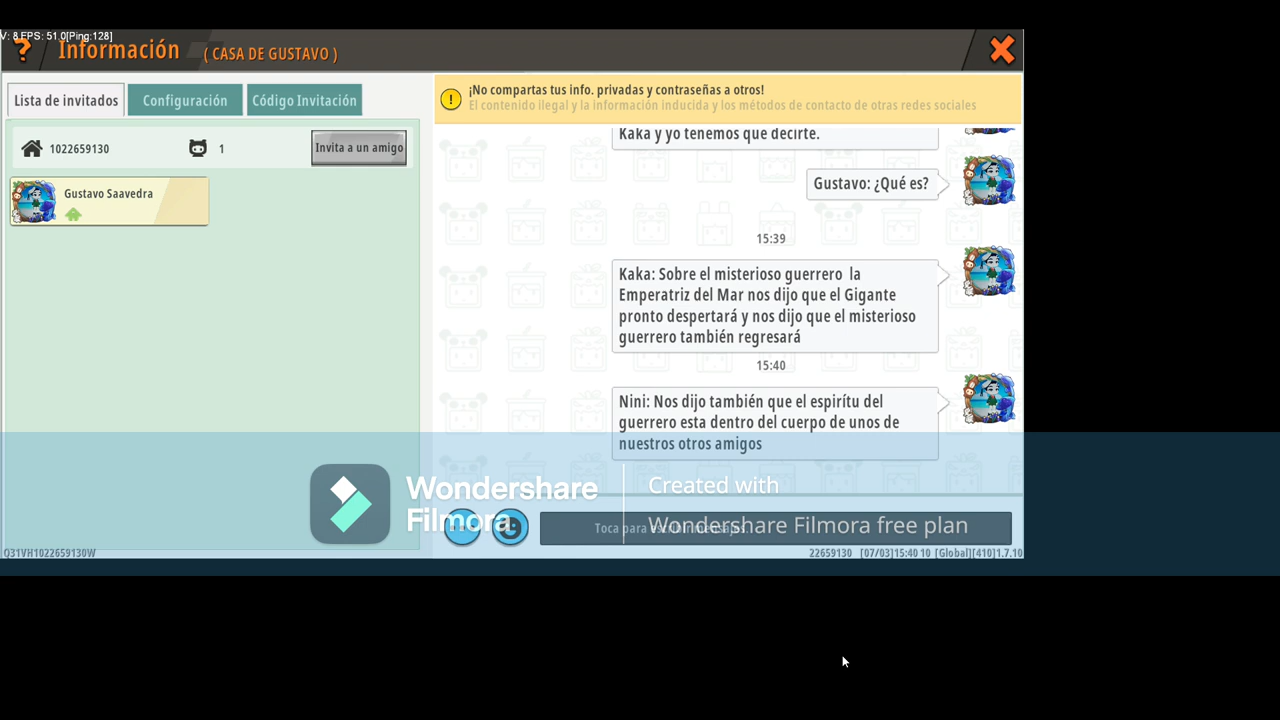 V: 8 FPS: 51.0[Ping:128]
? Información ( CASA DE GUSTAVO )
Lista de invitados Configuración Código Invitación
1022659130 1 Invita a un amigo
Gustavo Saavedra
¡No compartas tus info. privadas y contraseñas a otros!
El contenido ilegal y la información inducida y los métodos de contacto de otras redes sociales
Kaka y yo tenemos que decirte.
Gustavo: ¿Qué es?
15:39
Kaka: Sobre el misterioso guerrero la
Emperatriz del Mar nos dijo que el Gigante
pronto despertará y nos dijo que el misterioso
guerrero también regresará
15:40
Nini: Nos dijo también que el espirítu del
guerrero esta dentro del cuerpo de unos de
nuestros otros amigos
Wondershare
Filmora
Created with
Wondershare Filmora free plan
Toca para
Q31VH1022659130W
22659130 [07/03]15:40 10 [Global][410]1.7.10